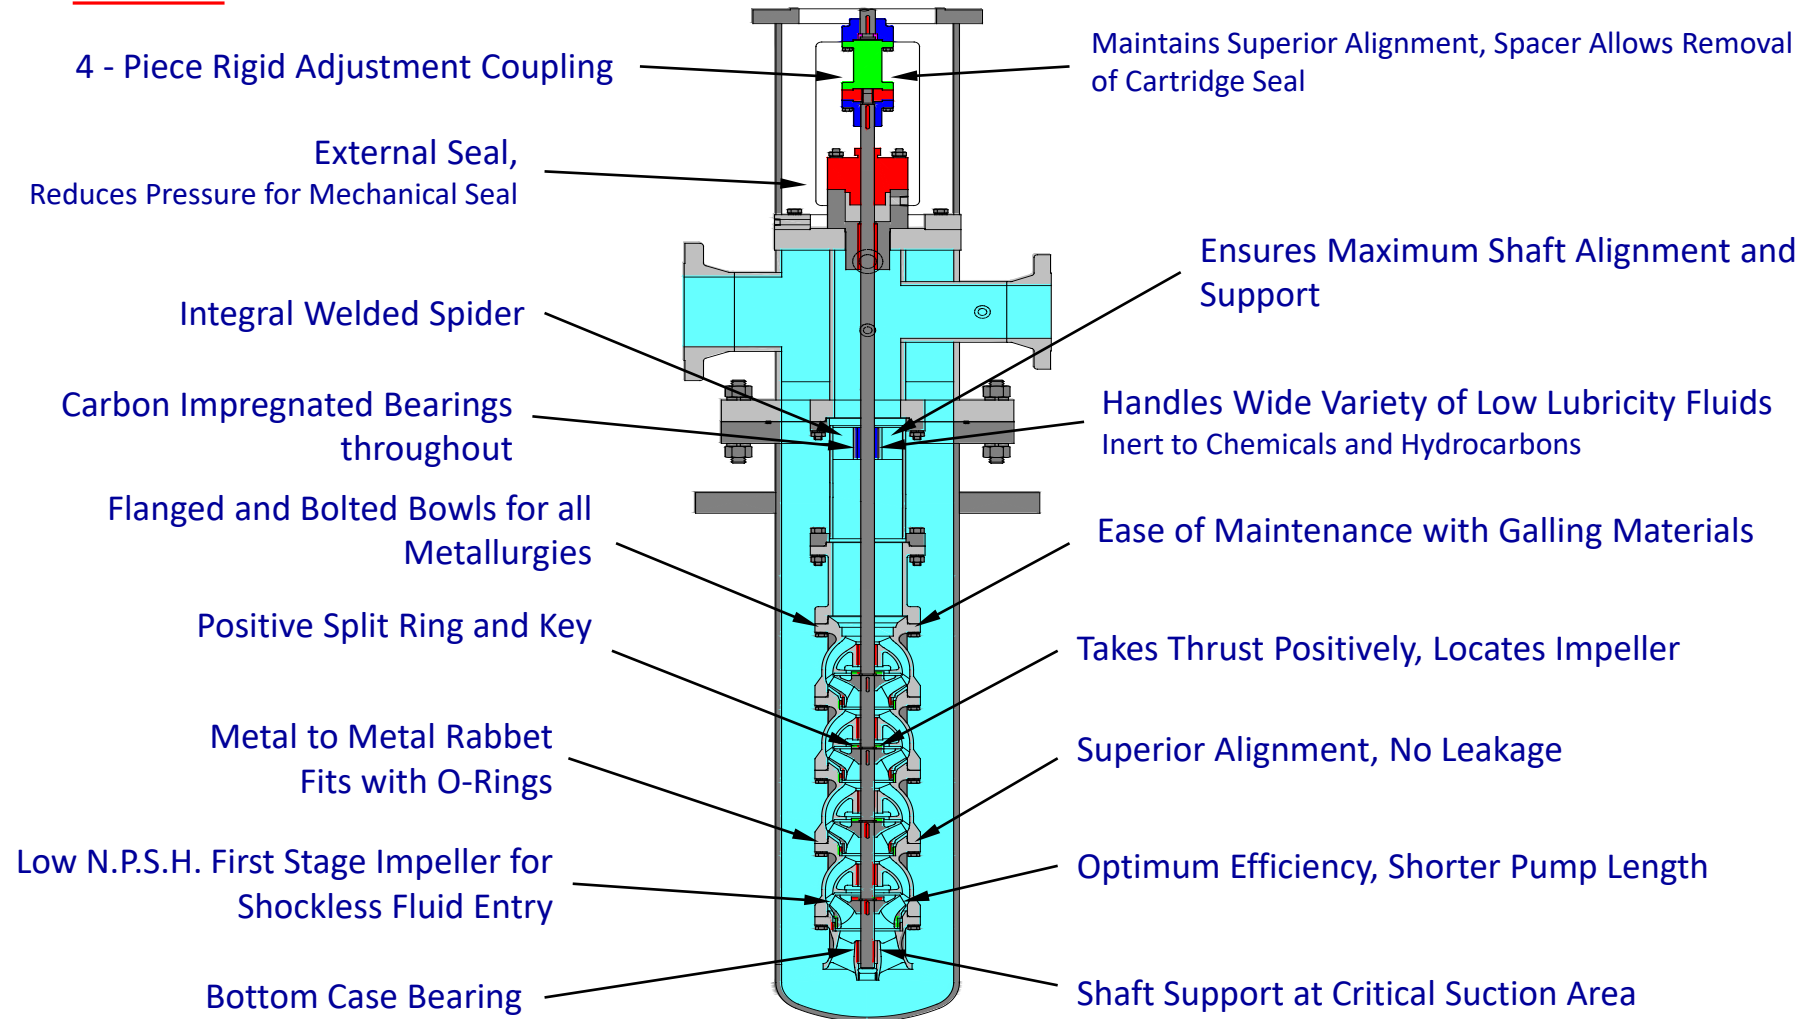 4 - Piece Rigid Adjustment Coupling
Maintains Superior Alignment, Spacer Allows Removal
of Cartridge Seal
External Seal,
Reduces Pressure for Mechanical Seal
Ensures Maximum Shaft Alignment and
Support
Integral Welded Spider
Carbon Impregnated Bearings
throughout
Handles Wide Variety of Low Lubricity Fluids
Inert to Chemicals and Hydrocarbons
Flanged and Bolted Bowls for all
Metallurgies
Ease of Maintenance with Galling Materials
Positive Split Ring and Key
Takes Thrust Positively, Locates Impeller
Metal to Metal Rabbet
Fits with O-Rings
Superior Alignment, No Leakage
Low N.P.S.H. First Stage Impeller for
Shockless Fluid Entry
Optimum Efficiency, Shorter Pump Length
Bottom Case Bearing
Shaft Support at Critical Suction Area